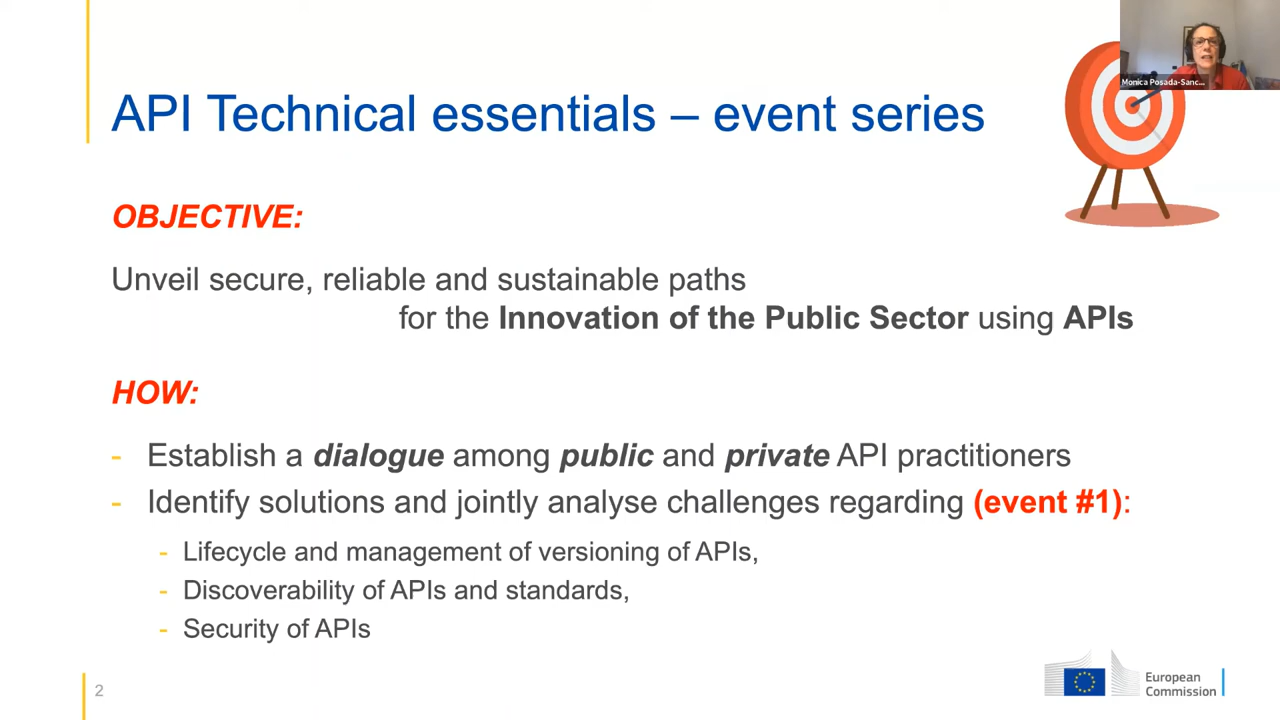 Monica Posada-Sanc...
API Technical essentials – event series
OBJECTIVE:
Unveil secure, reliable and sustainable paths
for the Innovation of the Public Sector using APIs
HOW:
- Establish a dialogue among public and private API practitioners
- Identify solutions and jointly analyse challenges regarding (event #1):
- Lifecycle and management of versioning of APIs,
- Discoverability of APIs and standards,
- Security of APIs
2
European
Commission